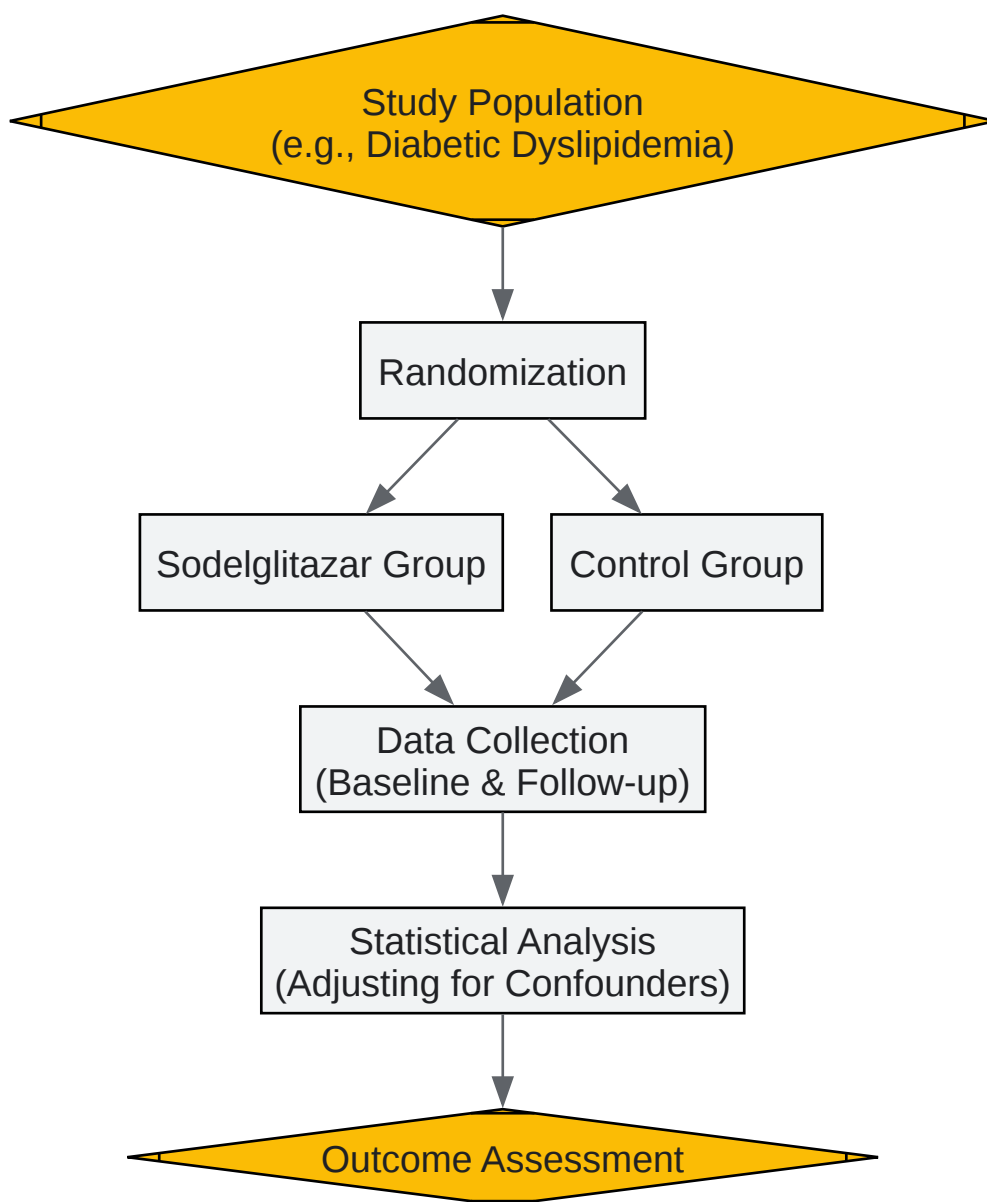 Study Population
(e.g., Diabetic Dyslipidemia)
Randomization
Sodelglitazar Group
Control Group
Data Collection
(Baseline & Follow-up)
Statistical Analysis
(Adjusting for Confounders)
Outcome Assessment